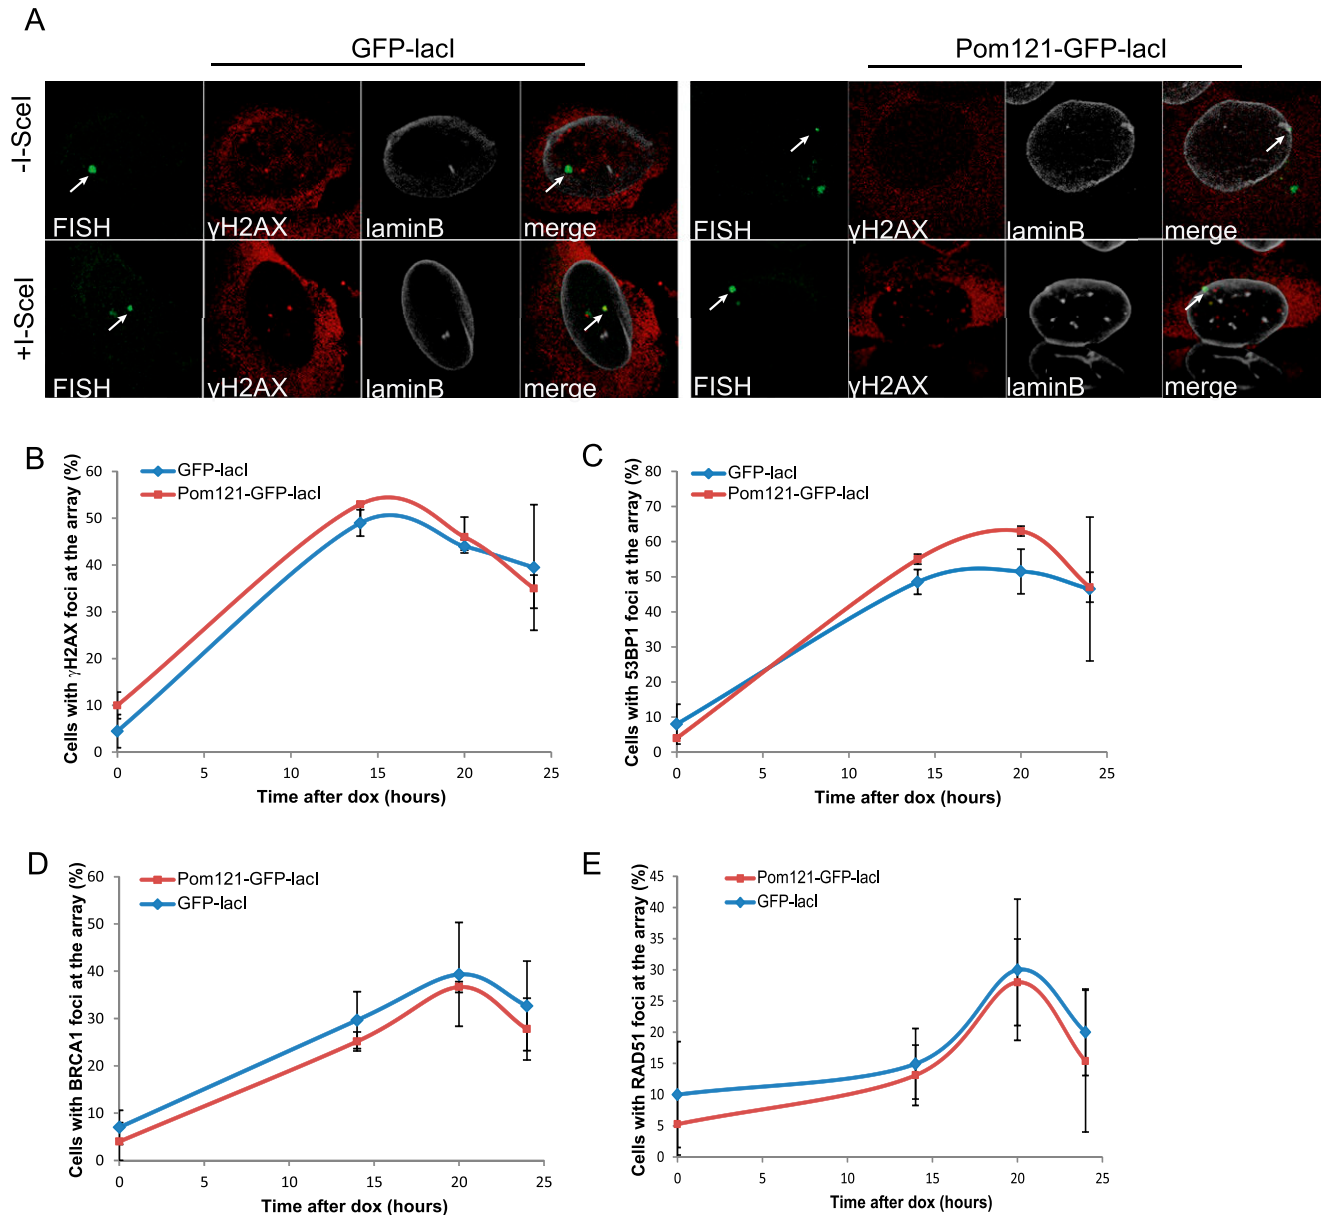 A
GFP-lacI
Pom121-GFP-lacI
-I-SceI
FISH
γH2AX
laminB
merge
FISH
γH2AX
laminB
merge
+I-SceI
FISH
γH2AX
laminB
merge
FISH
γH2AX
laminB
merge
B
Cells with γH2AX foci at the array (%)
60
50
40
30
20
10
0
GFP-lacI
Pom121-GFP-lacI
0 5 10 15 20 25
Time after dox (hours)
C
Cells with 53BP1 foci at the array (%)
80
70
60
50
40
30
20
10
0
GFP-lacI
Pom121-GFP-lacI
0 5 10 15 20 25
Time after dox (hours)
D
Cells with BRCA1 foci at the array (%)
60
50
40
30
20
10
0
Pom121-GFP-lacI
GFP-lacI
0 5 10 15 20 25
Time after dox (hours)
E
Cells with RAD51 foci at the array (%)
45
40
35
30
25
20
15
10
5
0
Pom121-GFP-lacI
GFP-lacI
0 5 10 15 20 25
Time after dox (hours)